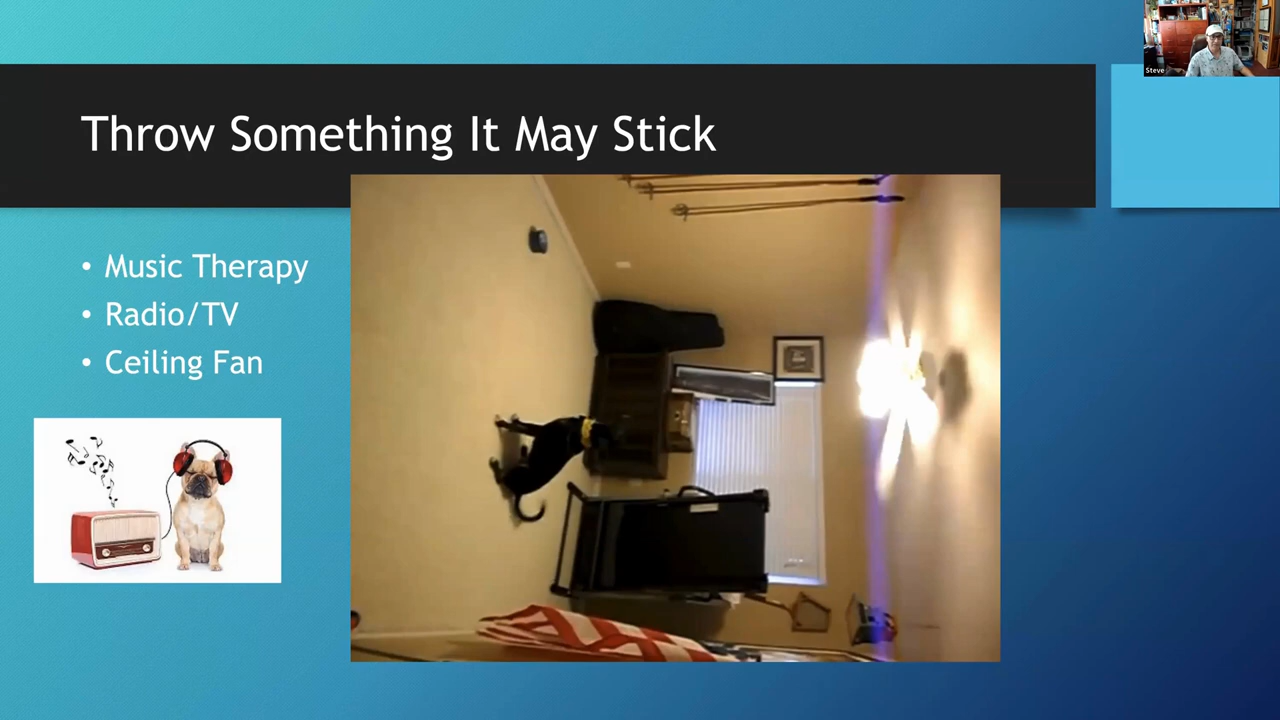 Steve
Throw Something It May Stick
• Music Therapy
• Radio/TV
• Ceiling Fan